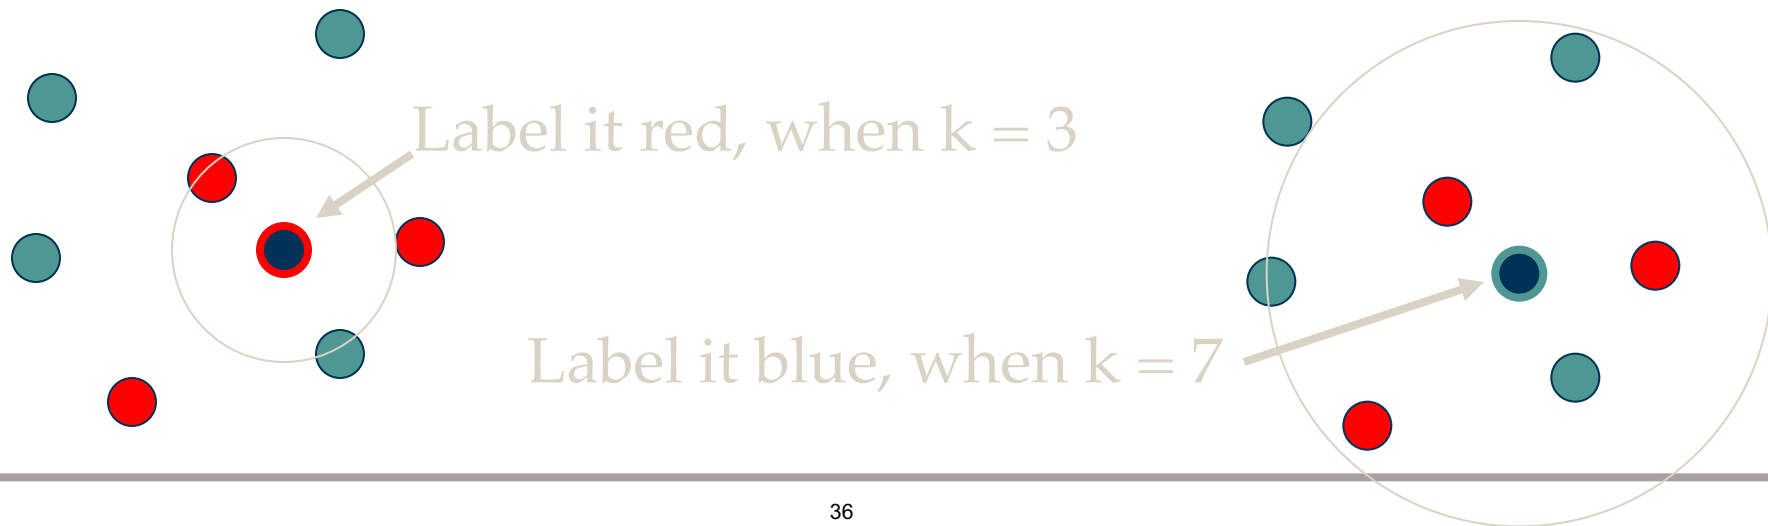 Label it red, when k = 3
Label it blue, when k = 7
36